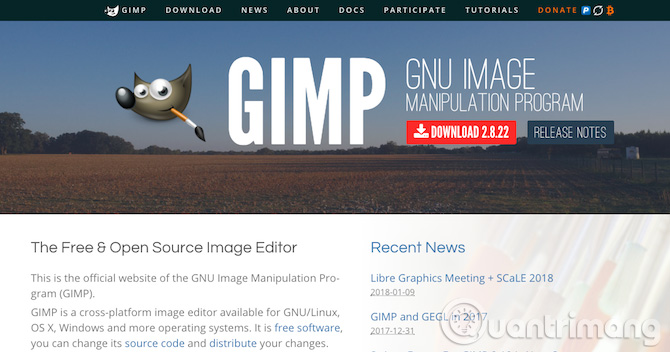 GIMP DOWNLOAD NEWS ABOUT DOCS PARTICIPATE TUTORIALS DONATE
GIMP
GNU IMAGE
MANIPULATION PROGRAM
DOWNLOAD 2.8.22 RELEASE NOTES
The Free & Open Source Image Editor
This is the official website of the GNU Image Manipulation Pro-
gram (GIMP).
GIMP is a cross-platform image editor available for GNU/Linux,
OS X, Windows and more operating systems. It is free software,
you can change its source code and distribute your changes.
Recent News
Libre Graphics Meeting + SCaLE 2018
2018-01-09
GIMP and GEGL in 2017
2017-12-31
Quantrimang